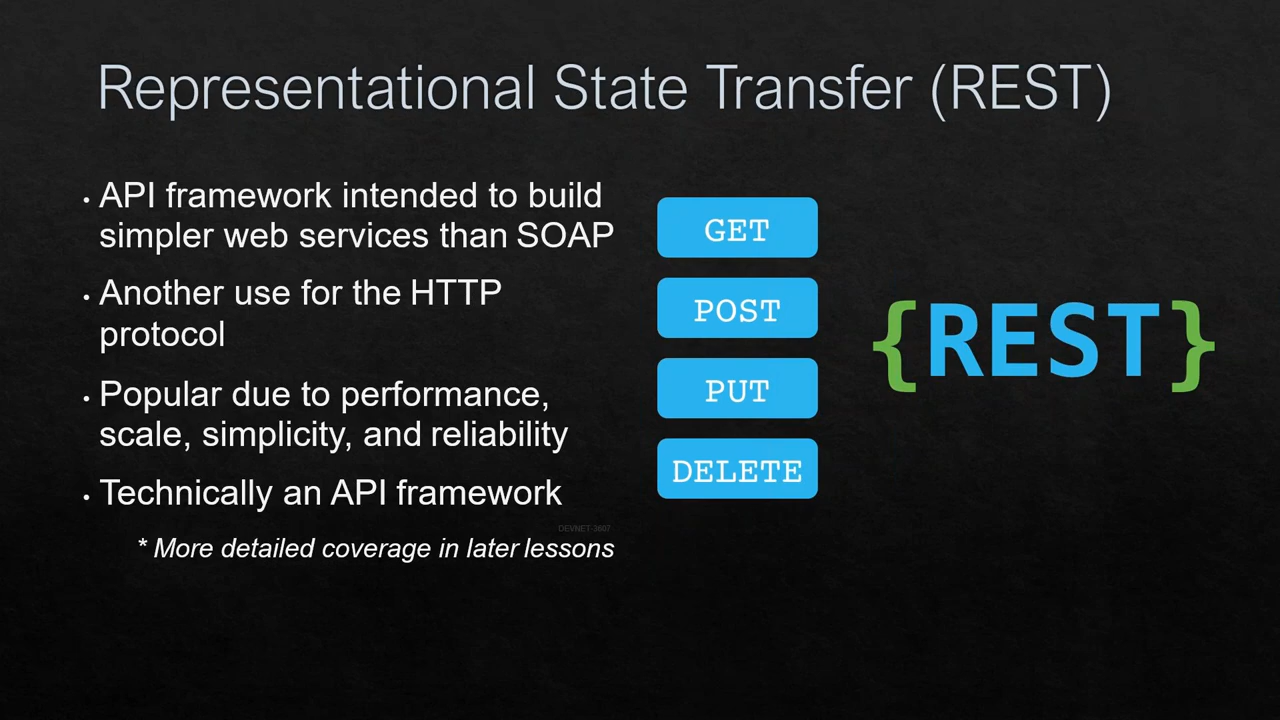 Representational State Transfer (REST)
• API framework intended to build
simpler web services than SOAP
• Another use for the HTTP
protocol
• Popular due to performance,
scale, simplicity, and reliability
• Technically an API framework
DEVNET-3607
* More detailed coverage in later lessons
GET
POST
PUT
DELETE
{REST}